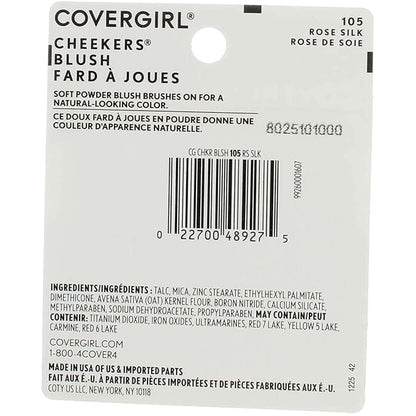 COVERGIRL®
105
ROSE SILK
ROSE DE SOIE
CHEEKERS®
BLUSH
FARD À JOUES
SOFT POWDER BLUSH BRUSHES ON FOR A
NATURAL-LOOKING COLOR.
CE DOUX FARD À JOUES EN POUDRE DONNE UNE
COULEUR D'APPARENCE NATURELLE.
8025101000
CG CHKR BLSH 105 RS SLK
99260001607
0 22700 48927 5
INGREDIENTS/INGRÉDIENTS : TALC, MICA, ZINC STEARATE, ETHYLHEXYL PALMITATE,
DIMETHICONE, AVENA SATIVA (OAT) KERNEL FLOUR, BORON NITRIDE, CALCIUM SILICATE,
METHYLPARABEN, SODIUM DEHYDROACETATE, PROPYLPARABEN, MAY CONTAIN/PEUT
CONTENIR: TITANIUM DIOXIDE, IRON OXIDES, ULTRAMARINES, RED 7 LAKE, YELLOW 5 LAKE,
CARMINE, RED 6 LAKE
COVERGIRL.COM
1-800-4COVER4
MADE IN USA OF US & IMPORTED PARTS
FAIT AUX É.-U. À PARTIR DE PIÈCES IMPORTÉES ET DE PIÈCES FABRIQUÉES AUX É.-U.
COTY US LLC, NEW YORK, NY 10118
1225 42